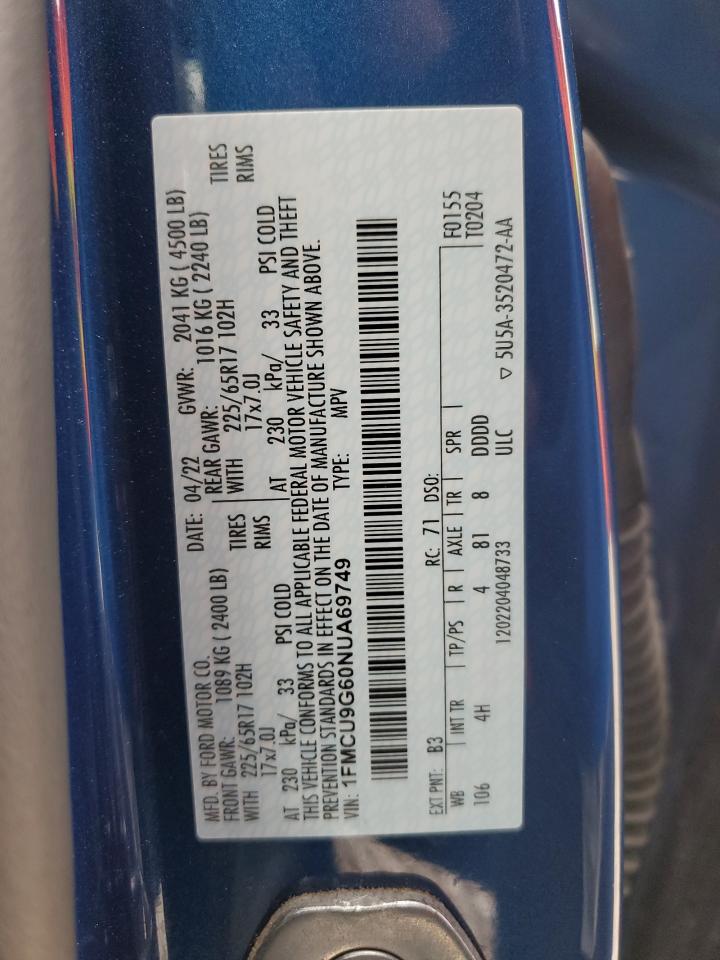 MFD. BY FORD MOTOR CO.
DATE: 04/22 GVWR: 2041 KG ( 4500 LB)
FRONT GAWR: 1089 KG ( 2400 LB) REAR GAWR: 1016 KG ( 2240 LB)
WITH 225/65R17 102H TIRES WITH 225/65R17 102H TIRES
17x7.0J RIMS 17x7.0J RIMS
AT 230 kPa/ 33 PSI COLD AT 230 kPa/ 33 PSI COLD
THIS VEHICLE CONFORMS TO ALL APPLICABLE FEDERAL MOTOR VEHICLE SAFETY AND THEFT
PREVENTION STANDARDS IN EFFECT ON THE DATE OF MANUFACTURE SHOWN ABOVE.
VIN: 1FMCU9G60NUA69749 TYPE: MPV
EXT PNT: B3 RC: 71 DSO: F0155
WB INT TR TP/PS R AXLE TR SPR T0204
106 4H 4 81 8 DDDD
1202204048733 ULC ▽ 5U5A-3520472-AA